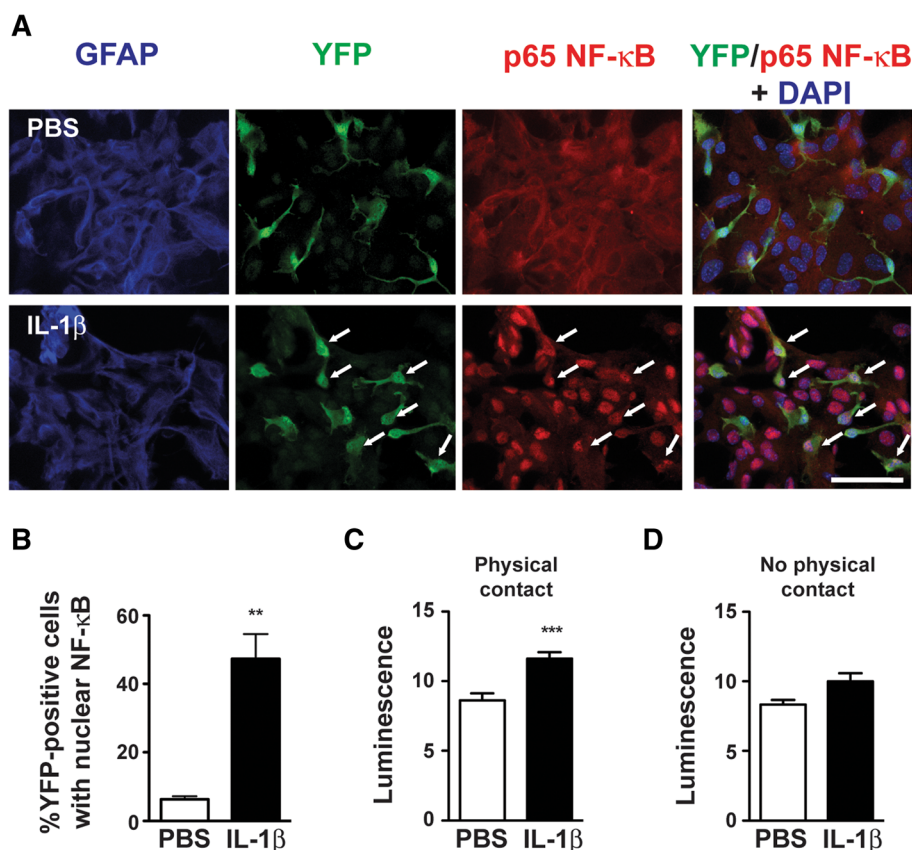 A
GFAP YFP p65 NF-κB YFP/p65 NF-κB
+ DAPI
PBS
IL-1β
B
%YFP-positive cells
with nuclear NF-κB
60
40
20
0
**
PBS IL-1β
C
Physical
contact
Luminescence
15
10
5
0
***
PBS IL-1β
D
No physical
contact
Luminescence
15
10
5
0
PBS IL-1β